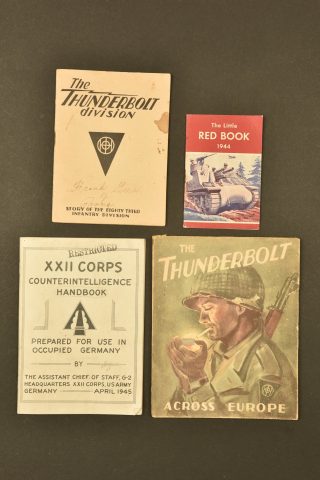 The
THUNDERBOLT
division
STORY OF THE EIGHTY THIRD
INFANTRY DIVISION
The Little
RED BOOK
1944
RESTRICTED
XXII CORPS
COUNTERINTELLIGENCE
HANDBOOK
PREPARED FOR USE IN
OCCUPIED GERMANY
BY
THE ASSISTANT CHIEF OF STAFF, G-2
HEADQUARTERS XXII CORPS, US ARMY
GERMANY APRIL 1945
THE
THUNDERBOLT
ACROSS EUROPE